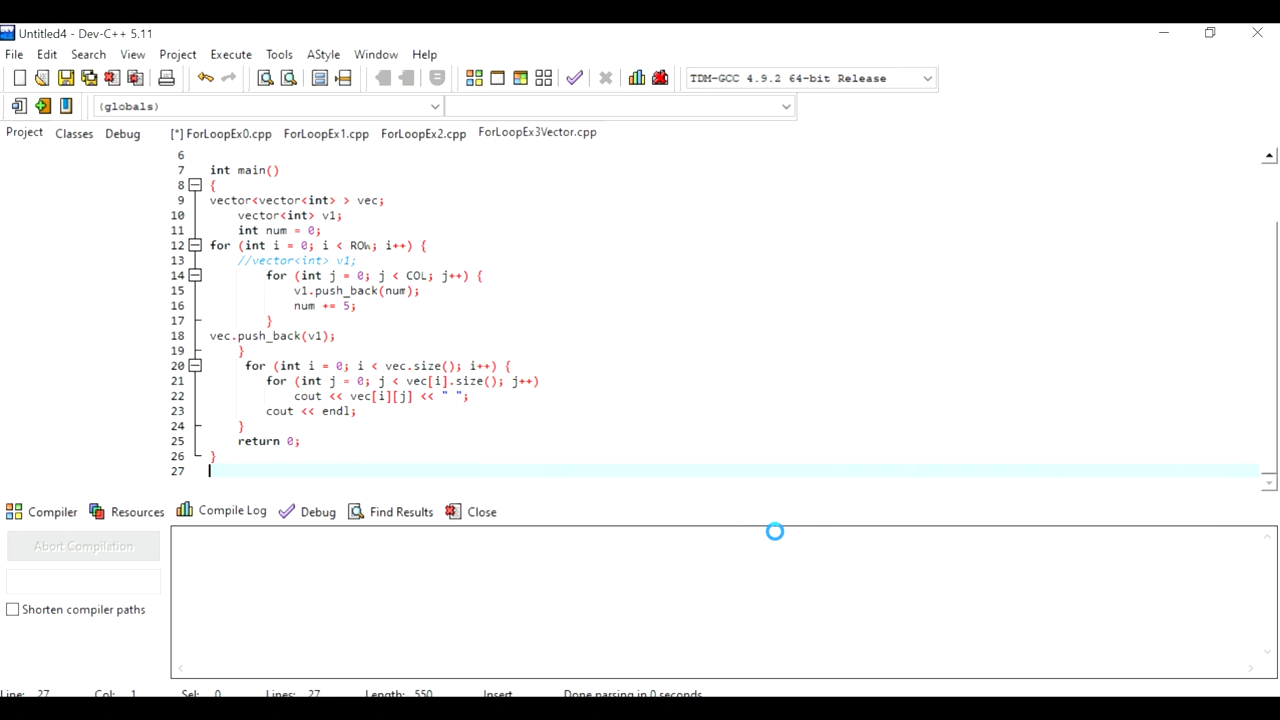 Untitled4 - Dev-C++ 5.11
File Edit Search View Project Execute Tools AStyle Window Help
TDM-GCC 4.9.2 64-bit Release
(globals)
Project Classes Debug [*] ForLoopEx0.cpp ForLoopEx1.cpp ForLoopEx2.cpp ForLoopEx3Vector.cpp
6
7 int main()
8 {
9 vector<vector<int> > vec;
10 vector<int> v1;
11 int num = 0;
12 for (int i = 0; i < ROW; i++) {
13 //vector<int> v1;
14 for (int j = 0; j < COL; j++) {
15 v1.push_back(num);
16 num += 5;
17 }
18 vec.push_back(v1);
19 }
20 for (int i = 0; i < vec.size(); i++) {
21 for (int j = 0; j < vec[i].size(); j++)
22 cout << vec[i][j] << " ";
23 cout << endl;
24 }
25 return 0;
26 }
27
Compiler Resources Compile Log Debug Find Results Close
Abort Compilation
Shorten compiler paths
Line: 27 Col: 1 Sel: 0 Lines: 27 Length: 550 Insert Done parsing in 0 seconds